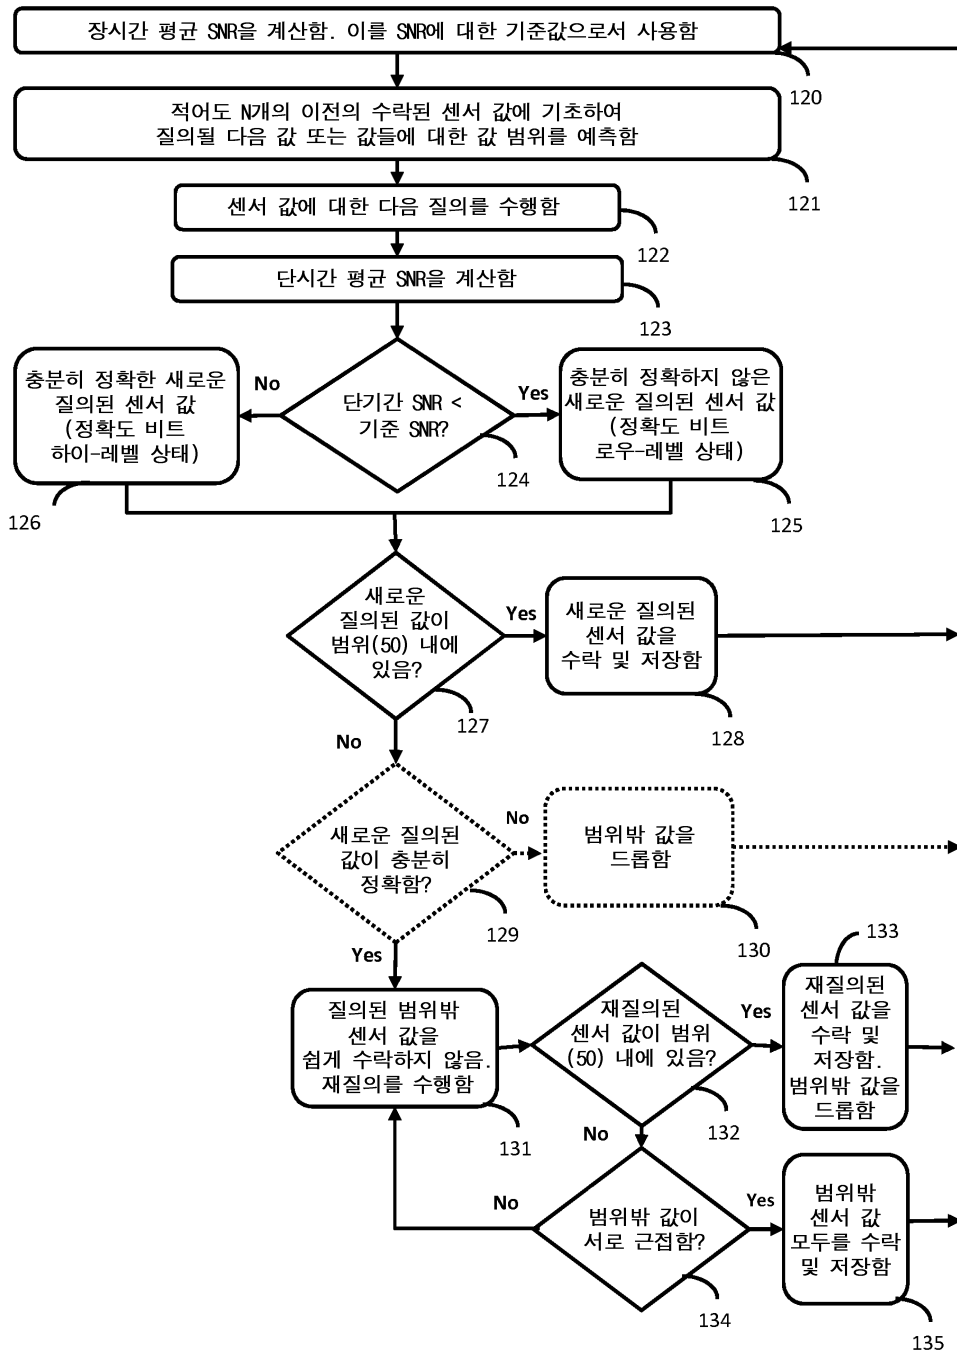 장시간 평균 SNR을 계산함. 이를 SNR에 대한 기준값으로서 사용함
120
적어도 N개의 이전의 수락된 센서 값에 기초하여
질의될 다음 값 또는 값들에 대한 값 범위를 예측함
121
센서 값에 대한 다음 질의를 수행함
122
단시간 평균 SNR을 계산함
123
충분히 정확한 새로운
질의된 센서 값
(정확도 비트
하이-레벨 상태)
126
No
단기간 SNR <
기준 SNR?
124
Yes
충분히 정확하지 않은
새로운 질의된 센서 값
(정확도 비트
로우-레벨 상태)
125
새로운
질의된 값이
범위(50) 내에
있음?
127
Yes
새로운 질의된
센서 값을
수락 및 저장함
128
No
새로운 질의된
값이 충분히
정확함?
129
No
범위밖 값을
드롭함
130
Yes
질의된 범위밖
센서 값을
쉽게 수락하지 않음.
재질의를 수행함
131
재질의된
센서 값이 범위
(50) 내에 있음?
132
Yes
재질의된
센서 값을
수락 및
저장함.
범위밖 값을
드롭함
133
No
범위밖 값이
서로 근접함?
134
No
Yes
범위밖
센서 값
모두를 수락
및 저장함
135